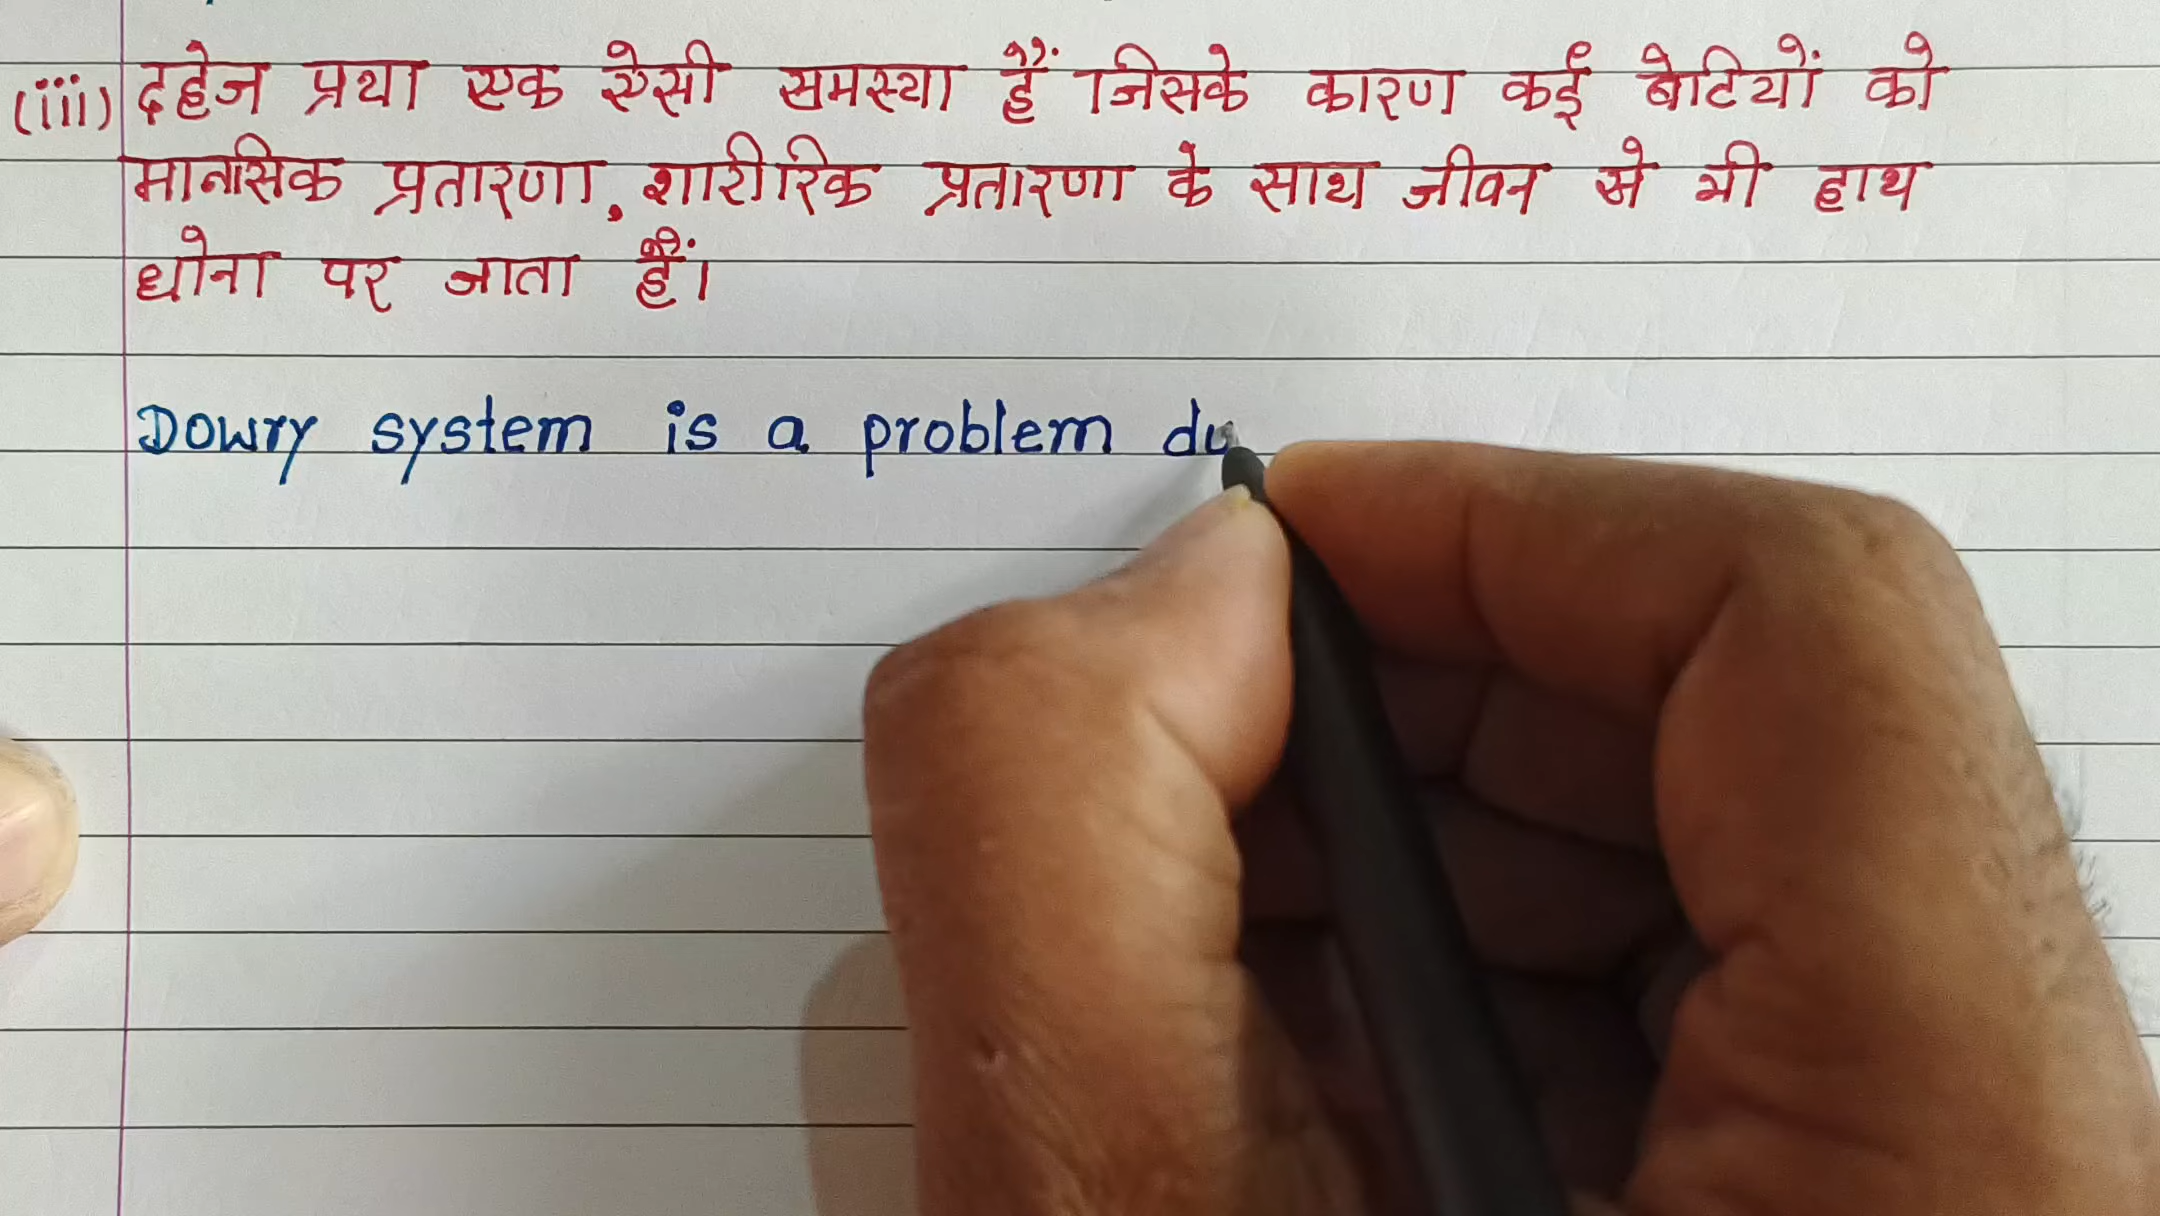 (iii) दहेज प्रथा एक ऐसी समस्या हैं जिसके कारण कई बेटियों को
मानसिक प्रतारणा, शारीरिक प्रतारणा के साथ जीवन से भी हाथ
धोना पर जाता हैं।
Dowry system is a problem du